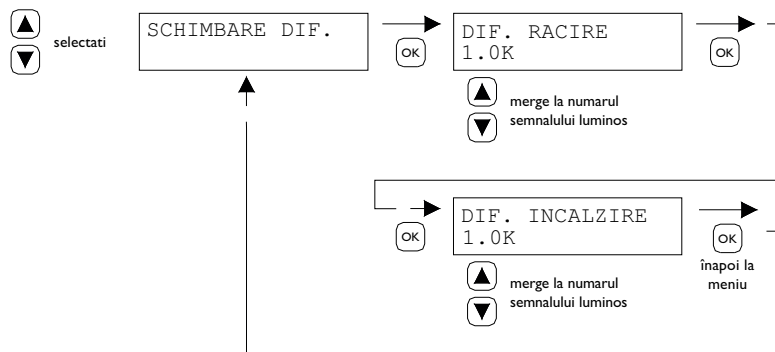 selectati
SCHIMBARE DIF.
OK
DIF. RACIRE
1.0K
OK
merge la numarul
semnalului luminos
OK
DIF. INCALZIRE
1.0K
OK
înapoi la
meniu
merge la numarul
semnalului luminos